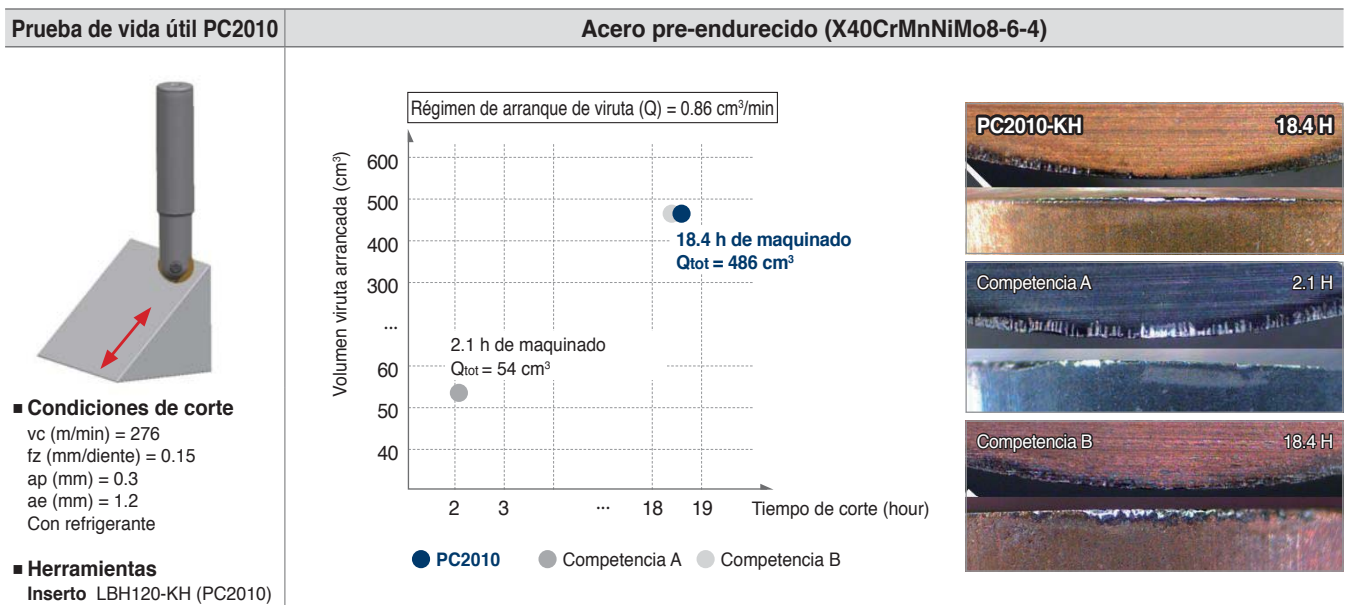 Prueba de vida útil PC2010
Acero pre-endurecido (X40CrMnNiMo8-6-4)
■ Condiciones de corte
vc (m/min) = 276
fz (mm/diente) = 0.15
ap (mm) = 0.3
ae (mm) = 1.2
Con refrigerante
■ Herramientas
Inserto LBH120-KH (PC2010)
Régimen de arranque de viruta (Q) = 0.86 cm³/min
Volumen viruta arrancada (cm³)
600
500
400
300
...
60
50
40
18.4 h de maquinado
Qtot = 486 cm³
2.1 h de maquinado
Qtot = 54 cm³
2 3 ... 18 19 Tiempo de corte (hour)
PC2010 Competencia A Competencia B
PC2010-KH 18.4 H
Competencia A 2.1 H
Competencia B 18.4 H